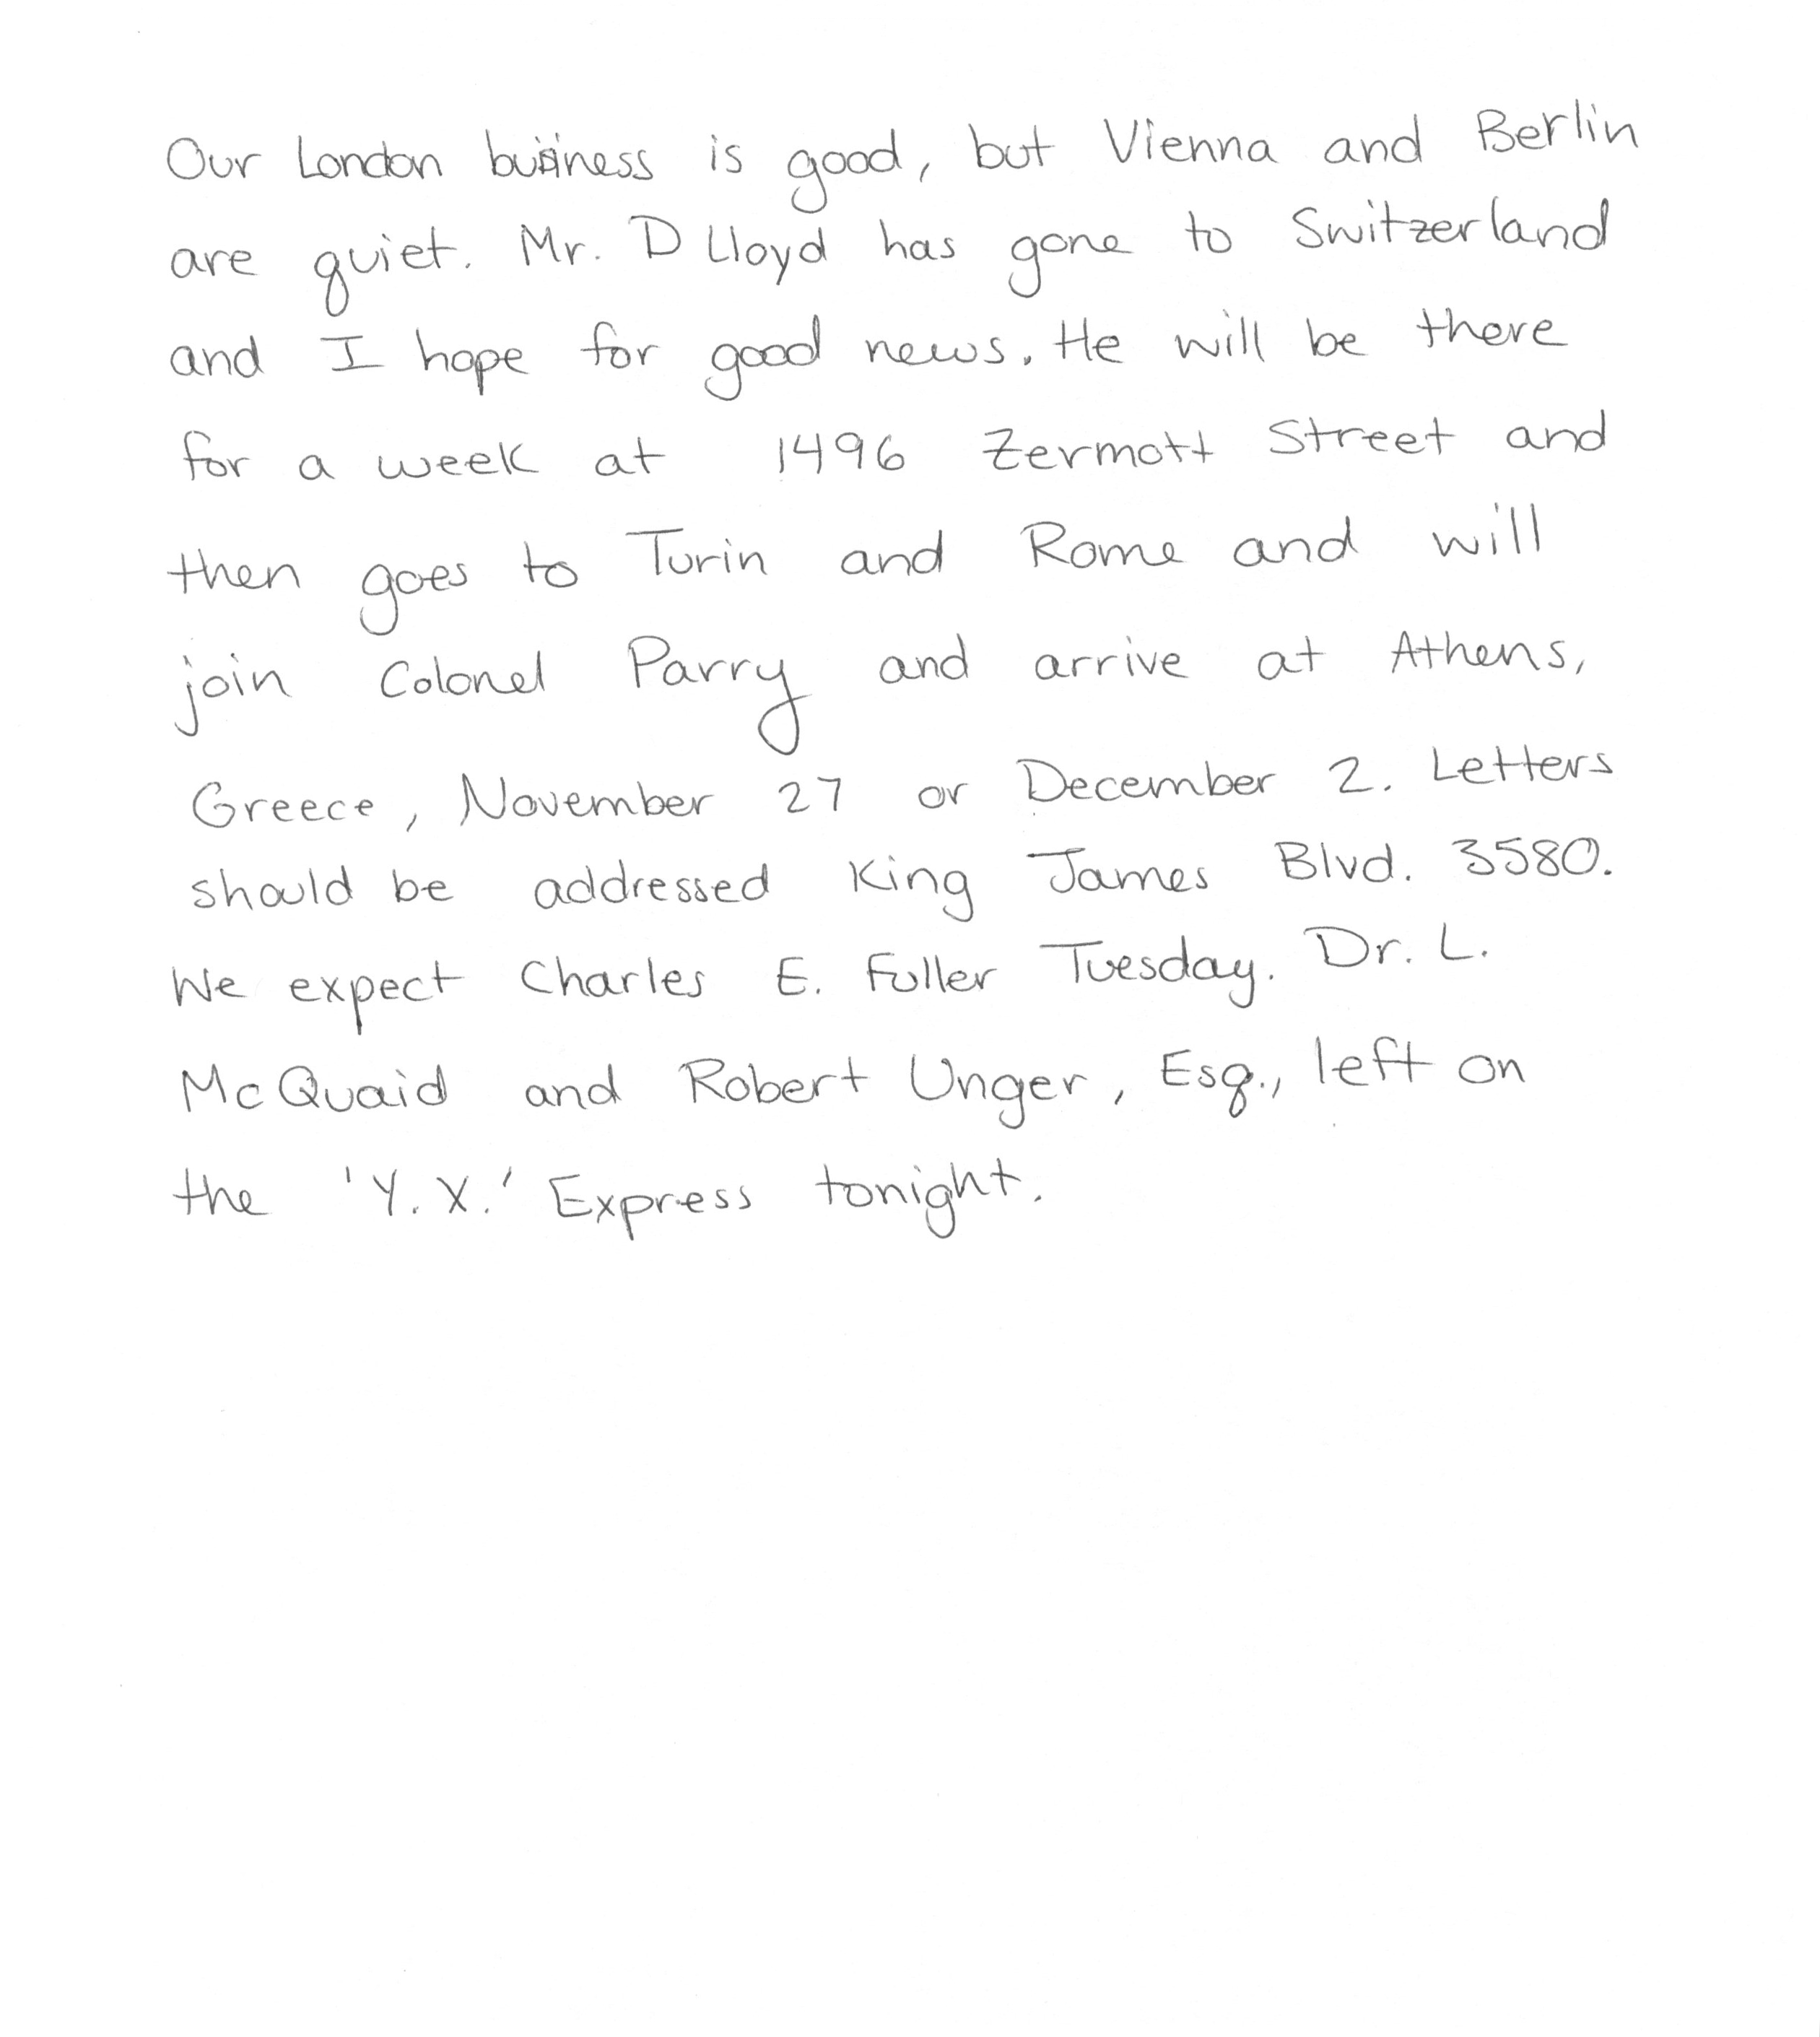 Our London business is good, but Vienna and Berlin
are quiet. Mr. D Lloyd has gone to Switzerland
and I hope for good news. He will be there
for a week at 1496 Zermott Street and
then goes to Turin and Rome and will
join Colonel Parry and arrive at Athens,
Greece, November 27 or December 2. Letters
should be addressed King James Blvd. 3580.
We expect Charles E. Fuller Tuesday. Dr. L.
McQuaid and Robert Unger, Esq., left on
the 'Y.X.' Express tonight.